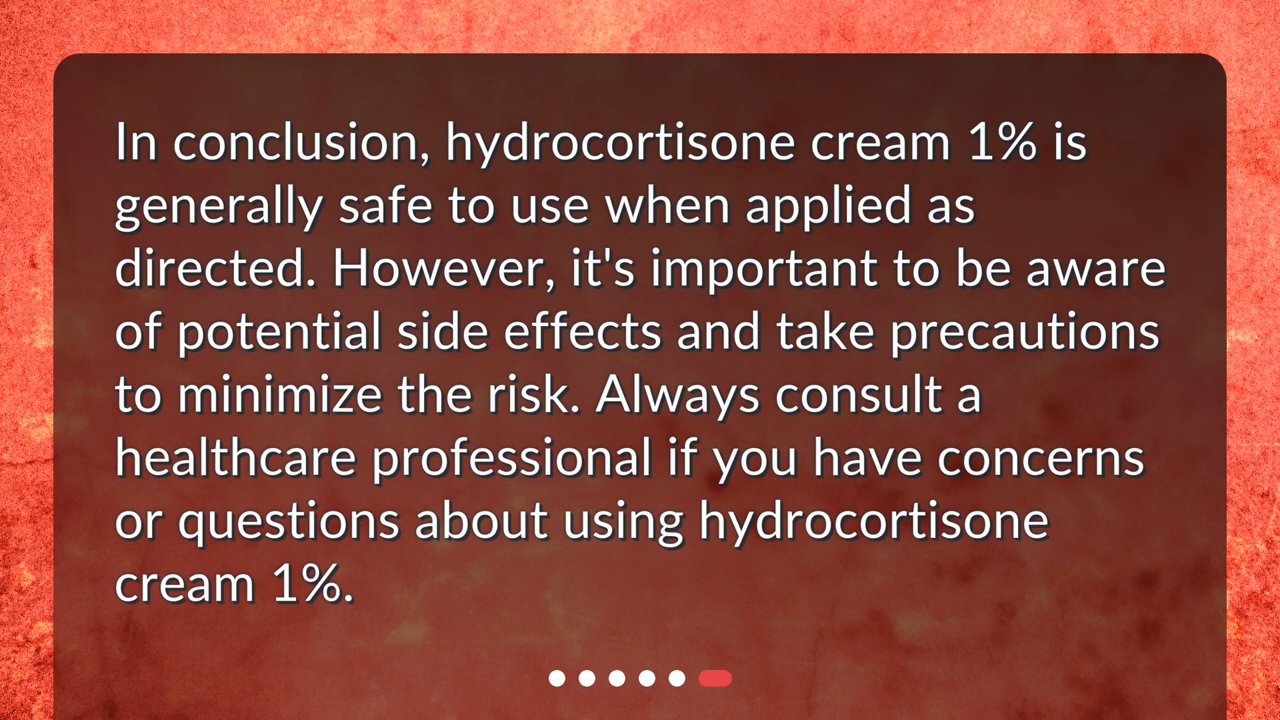 In conclusion, hydrocortisone cream 1% is
generally safe to use when applied as
directed. However, it's important to be aware
of potential side effects and take precautions
to minimize the risk. Always consult a
healthcare professional if you have concerns
or questions about using hydrocortisone
cream 1%.